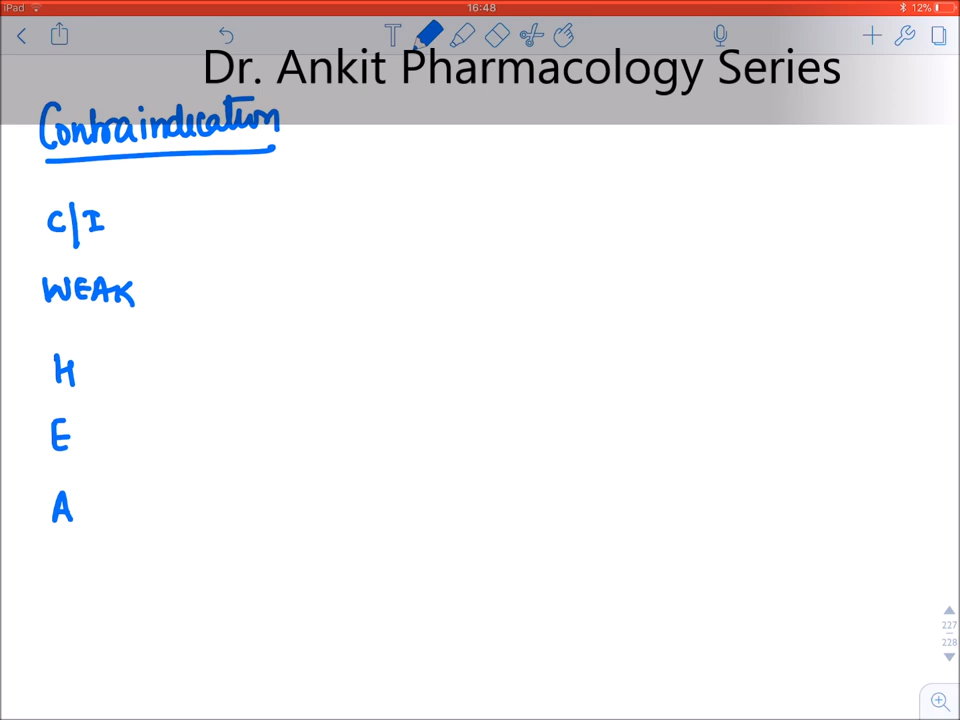 iPad 16:48 12%
T
Dr. Ankit Pharmacology Series
Contraindication
C/I
WEAK
H
E
A
227
228